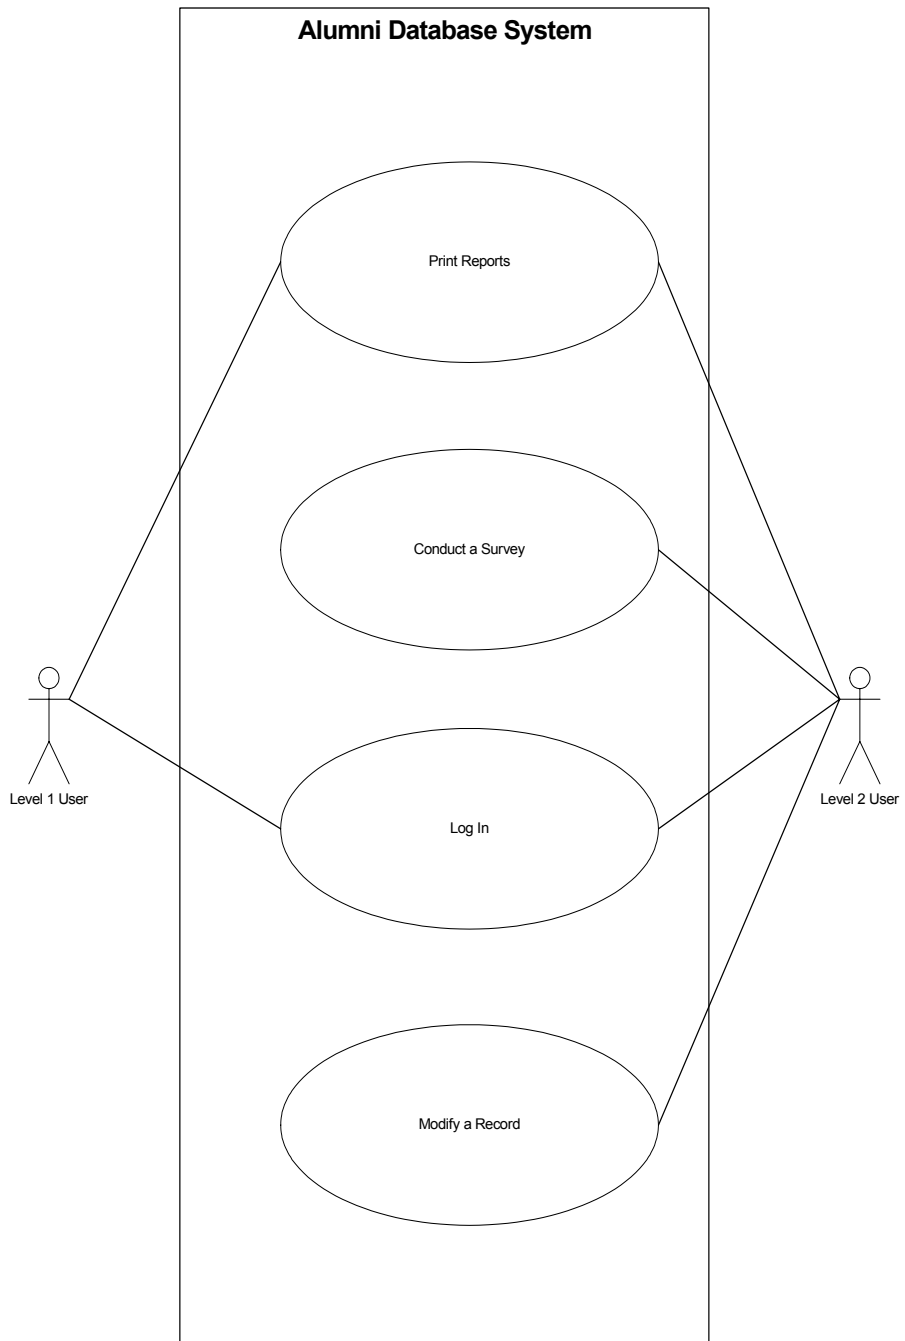 Alumni Database System
Print Reports
Conduct a Survey
Level 1 User
Level 2 User
Log In
Modify a Record